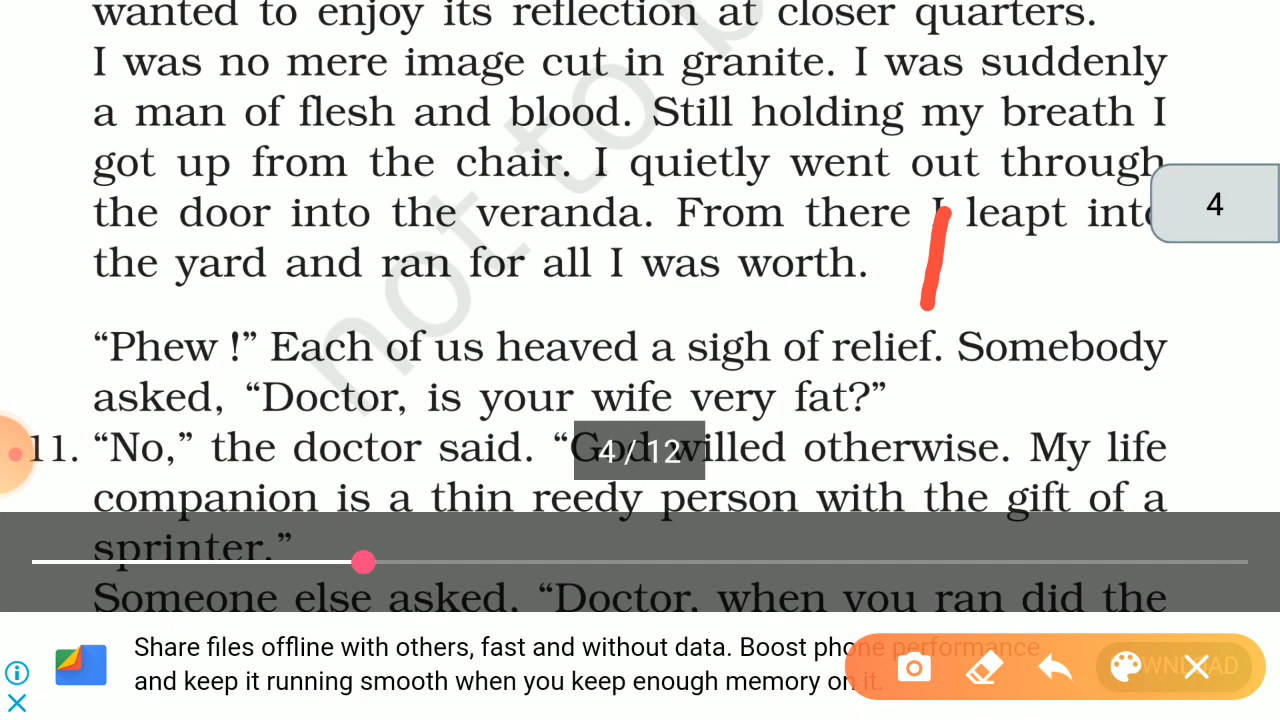 wanted to enjoy its reflection at closer quarters.
I was no mere image cut in granite. I was suddenly
a man of flesh and blood. Still holding my breath I
got up from the chair. I quietly went out through
the door into the veranda. From there I leapt into
4
the yard and ran for all I was worth.
“Phew !” Each of us heaved a sigh of relief. Somebody
asked, “Doctor, is your wife very fat?”
11. “No,” the doctor said. “God willed otherwise. My life
4 / 12
companion is a thin reedy person with the gift of a
sprinter.”
Someone else asked, “Doctor, when you ran did the
Share files offline with others, fast and without data. Boost phone performance
and keep it running smooth when you keep enough memory on it.
DOWNLOAD
not to b